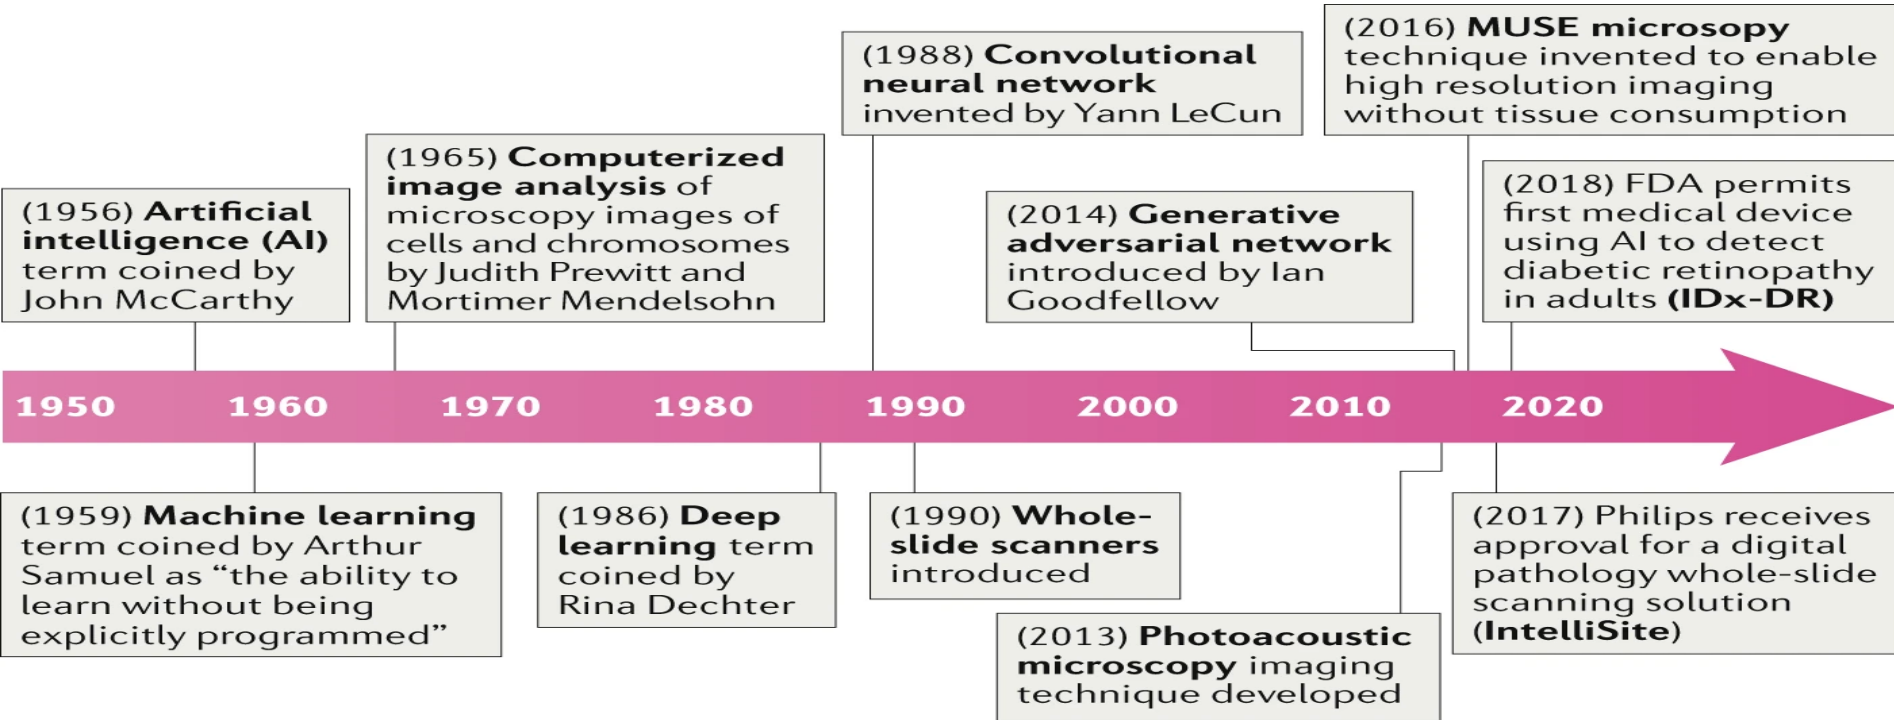 (1956) Artificial
intelligence (AI)
term coined by
John McCarthy
(1965) Computerized
image analysis of
microscopy images of
cells and chromosomes
by Judith Prewitt and
Mortimer Mendelsohn
(1988) Convolutional
neural network
invented by Yann LeCun
(2014) Generative
adversarial network
introduced by Ian
Goodfellow
(2016) MUSE microsopy
technique invented to enable
high resolution imaging
without tissue consumption
(2018) FDA permits
first medical device
using AI to detect
diabetic retinopathy
in adults (IDx-DR)
1950 1960 1970 1980 1990 2000 2010 2020
(1959) Machine learning
term coined by Arthur
Samuel as “the ability to
learn without being
explicitly programmed”
(1986) Deep
learning term
coined by
Rina Dechter
(1990) Whole-
slide scanners
introduced
(2013) Photoacoustic
microscopy imaging
technique developed
(2017) Philips receives
approval for a digital
pathology whole-slide
scanning solution
(IntelliSite)